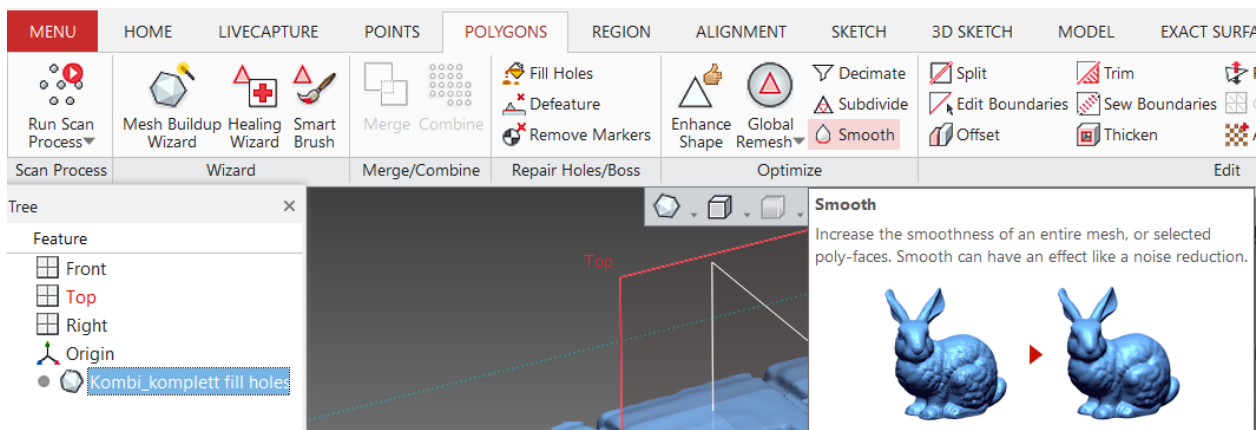 MENU HOME LIVECAPTURE POINTS POLYGONS REGION ALIGNMENT SKETCH 3D SKETCH MODEL EXACT SURFA
Run Scan Process
Mesh Buildup Wizard
Healing Wizard
Smart Brush
Merge Combine
Fill Holes
Defeature
Remove Markers
Enhance Shape
Global Remesh
Decimate
Subdivide
Smooth
Split
Edit Boundaries
Offset
Trim
Sew Boundaries
Thicken
Scan Process Wizard Merge/Combine Repair Holes/Boss Optimize Edit
Tree
Feature
Front
Top
Right
Origin
Kombi_komplett fill holes
Top
Smooth
Increase the smoothness of an entire mesh, or selected
poly-faces. Smooth can have an effect like a noise reduction.